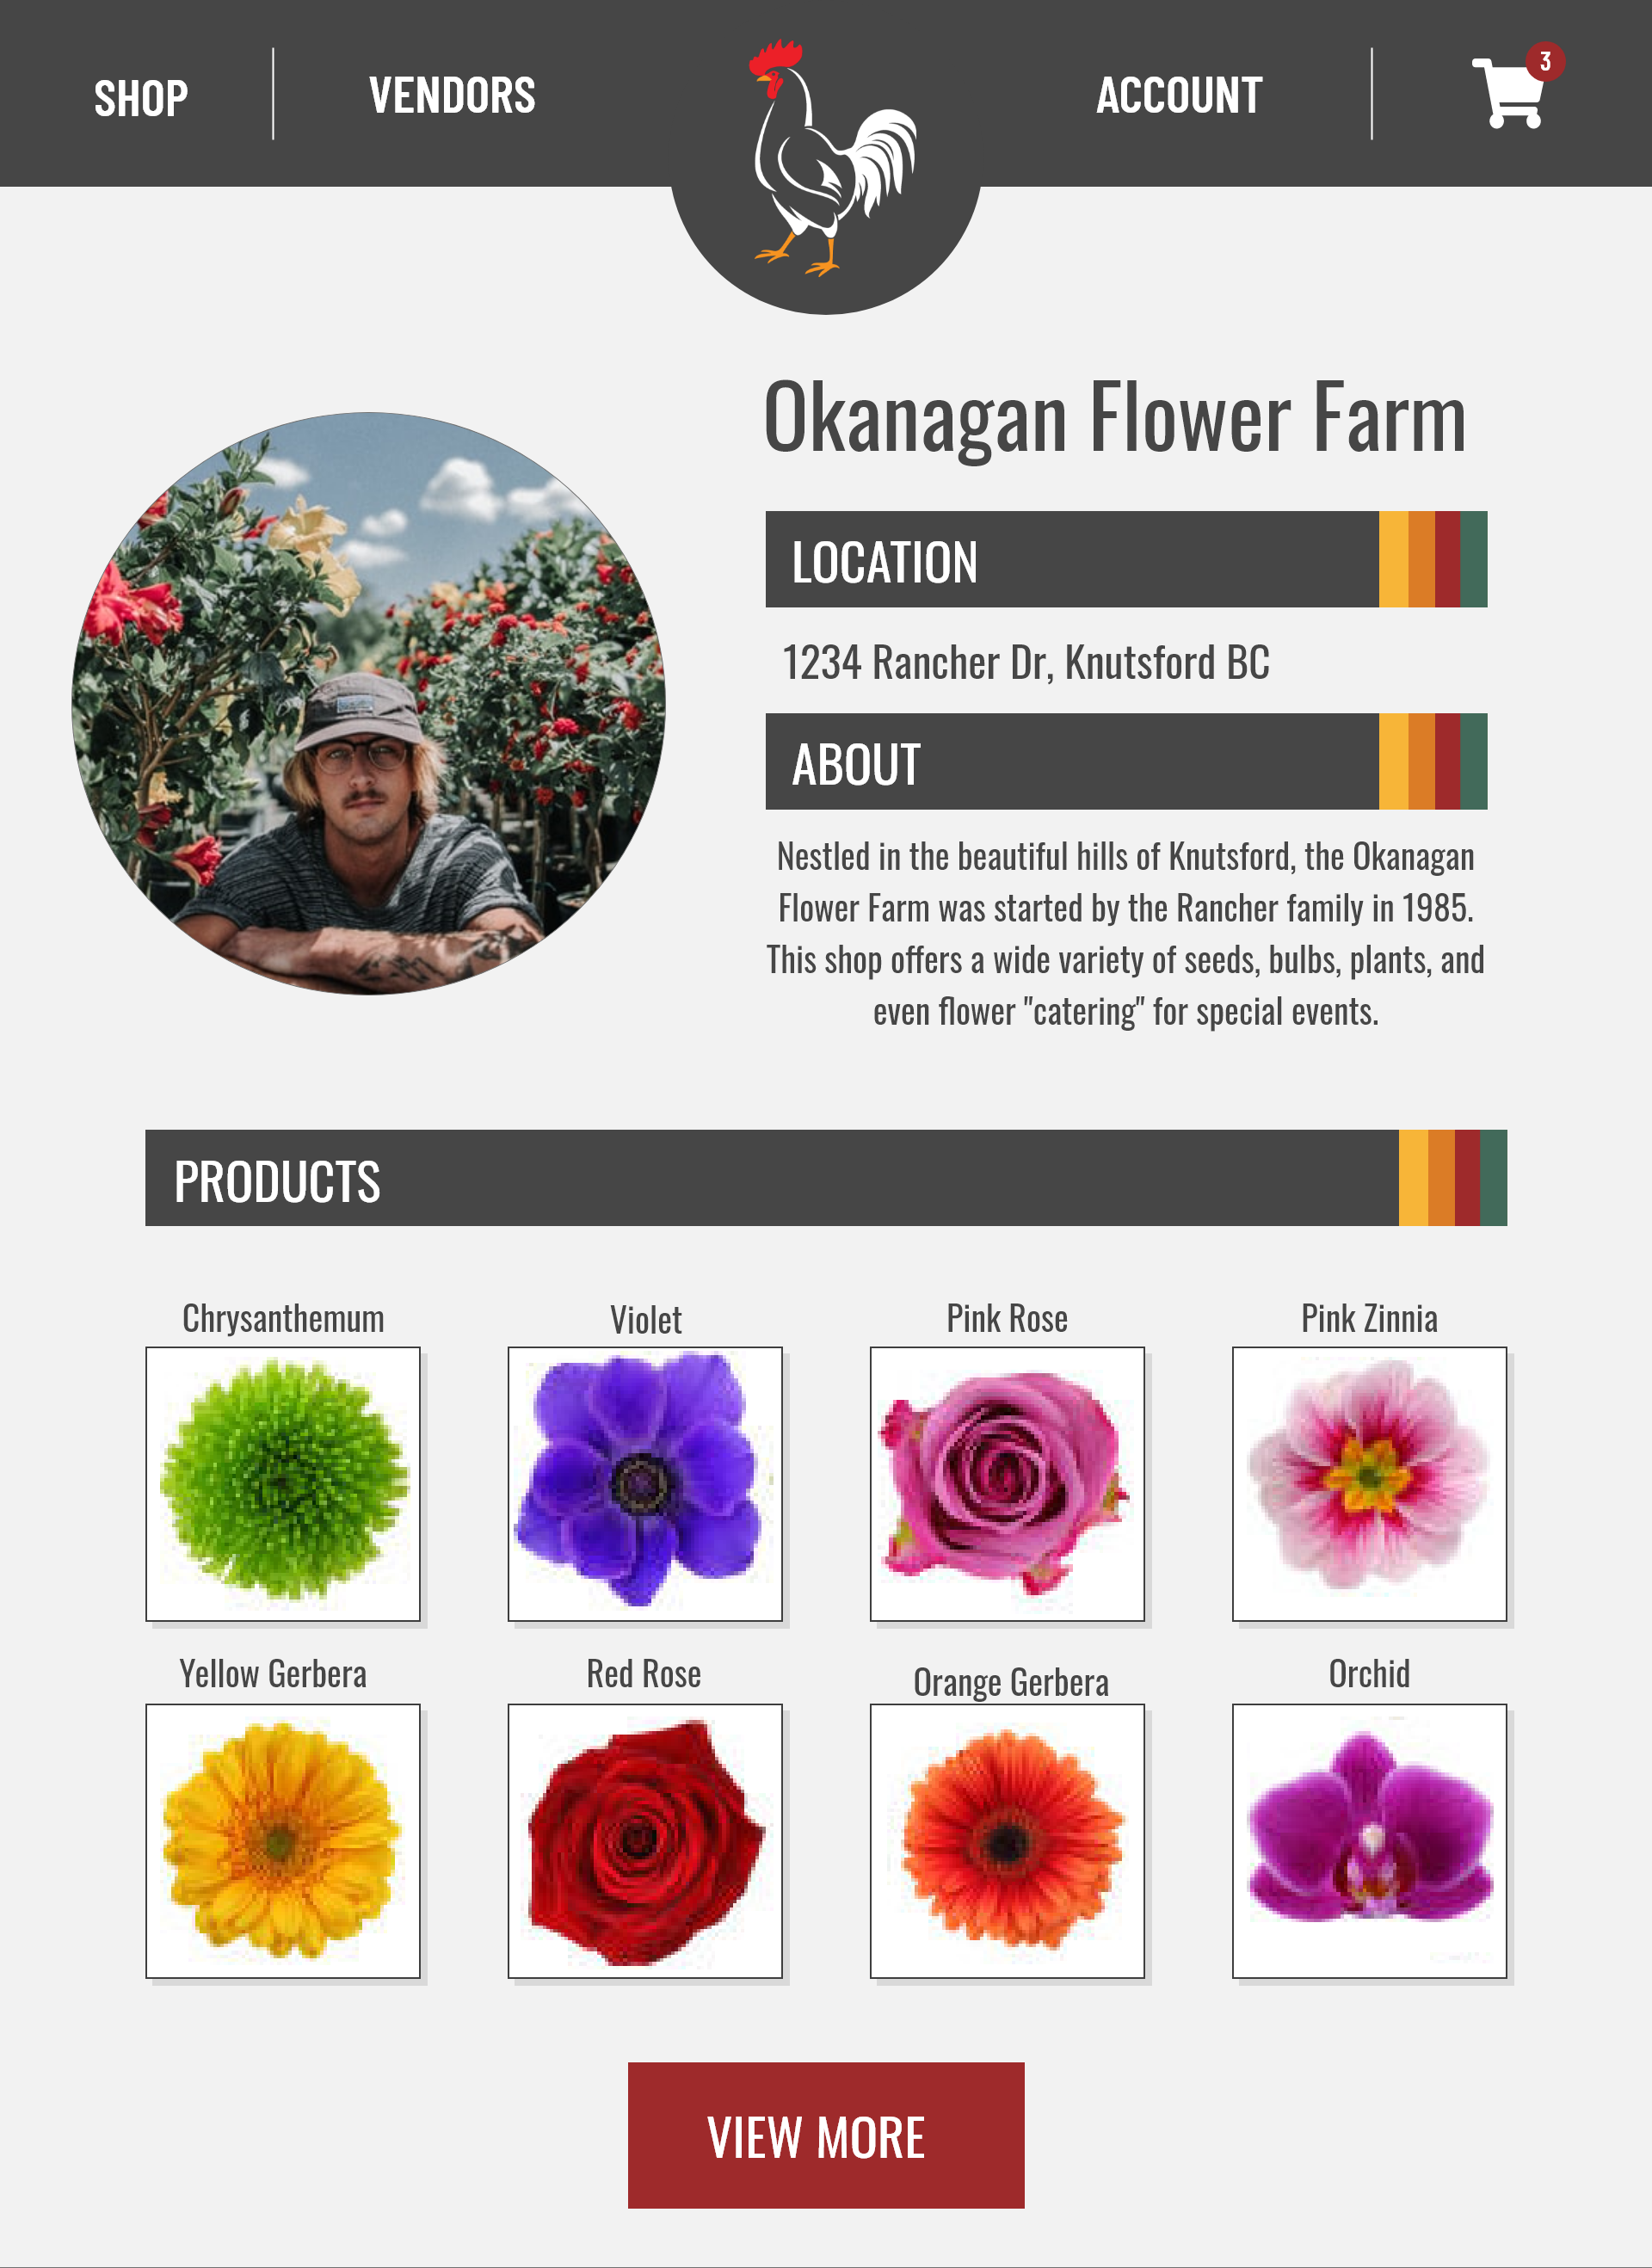 SHOP
VENDORS
ACCOUNT
3
Okanagan Flower Farm
LOCATION
1234 Rancher Dr, Knutsford BC
ABOUT
Nestled in the beautiful hills of Knutsford, the Okanagan
Flower Farm was started by the Rancher family in 1985.
This shop offers a wide variety of seeds, bulbs, plants, and
even flower "catering" for special events.
PRODUCTS
Chrysanthemum
Violet
Pink Rose
Pink Zinnia
Yellow Gerbera
Red Rose
Orange Gerbera
Orchid
VIEW MORE